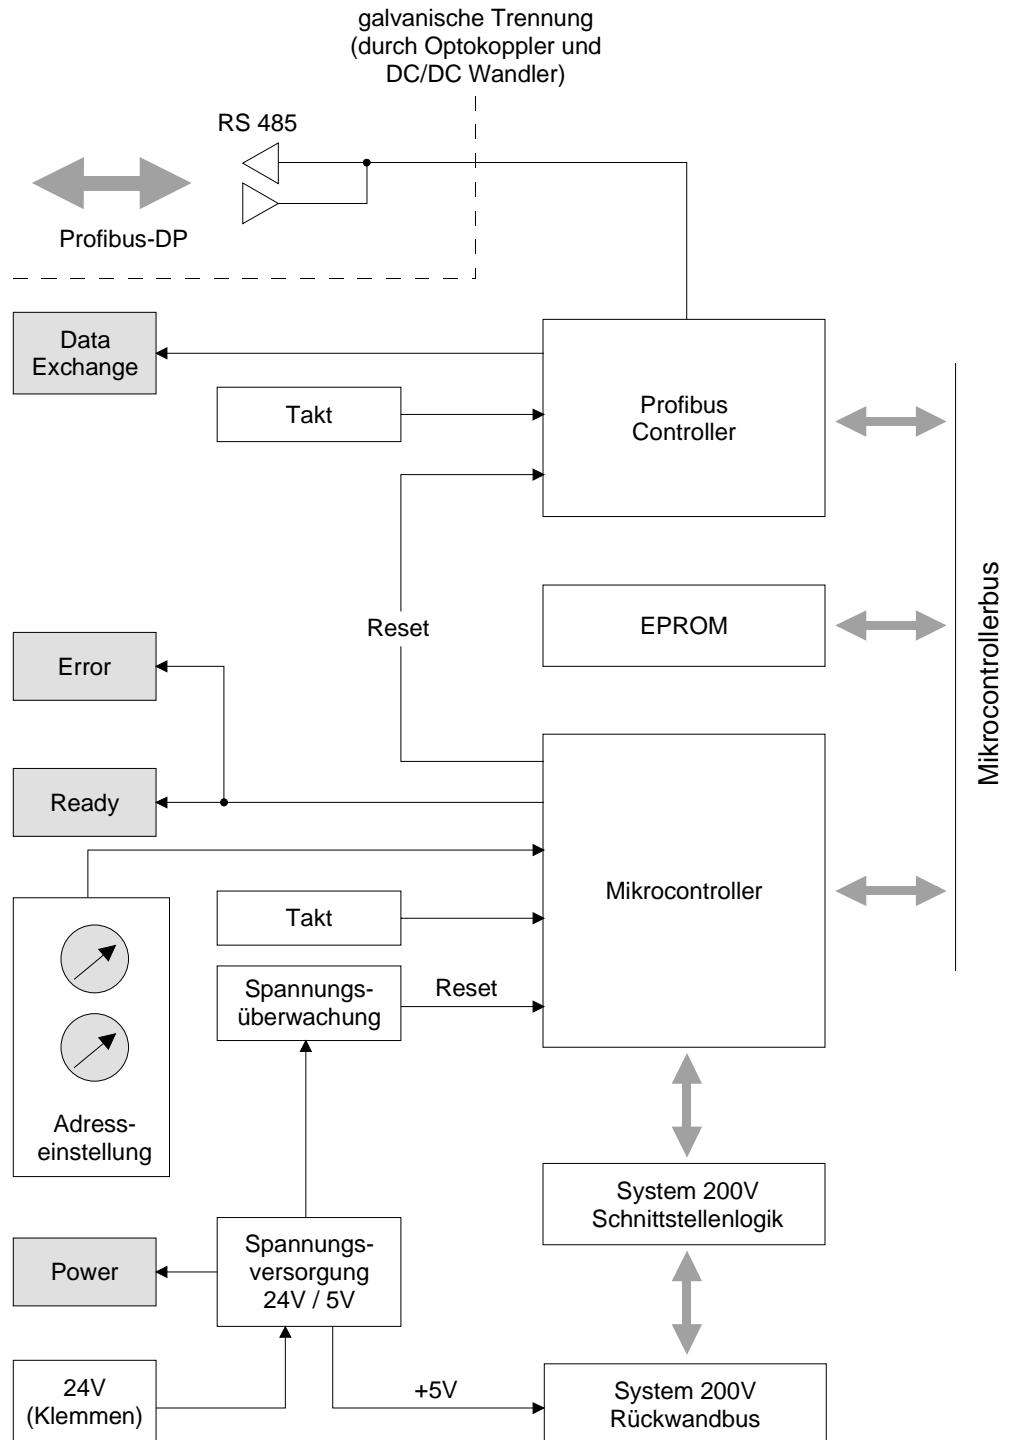 galvanische Trennung
(durch Optokoppler und
DC/DC Wandler)
RS 485
Profibus-DP
Data
Exchange
Takt
Profibus
Controller
Reset
EPROM
Error
Mikrocontrollerbus
Ready
Mikrocontroller
Takt
Spannungs-
überwachung
Reset
Adress-
einstellung
System 200V
Schnittstellenlogik
Power
Spannungs-
versorgung
24V / 5V
24V
(Klemmen)
+5V
System 200V
Rückwandbus